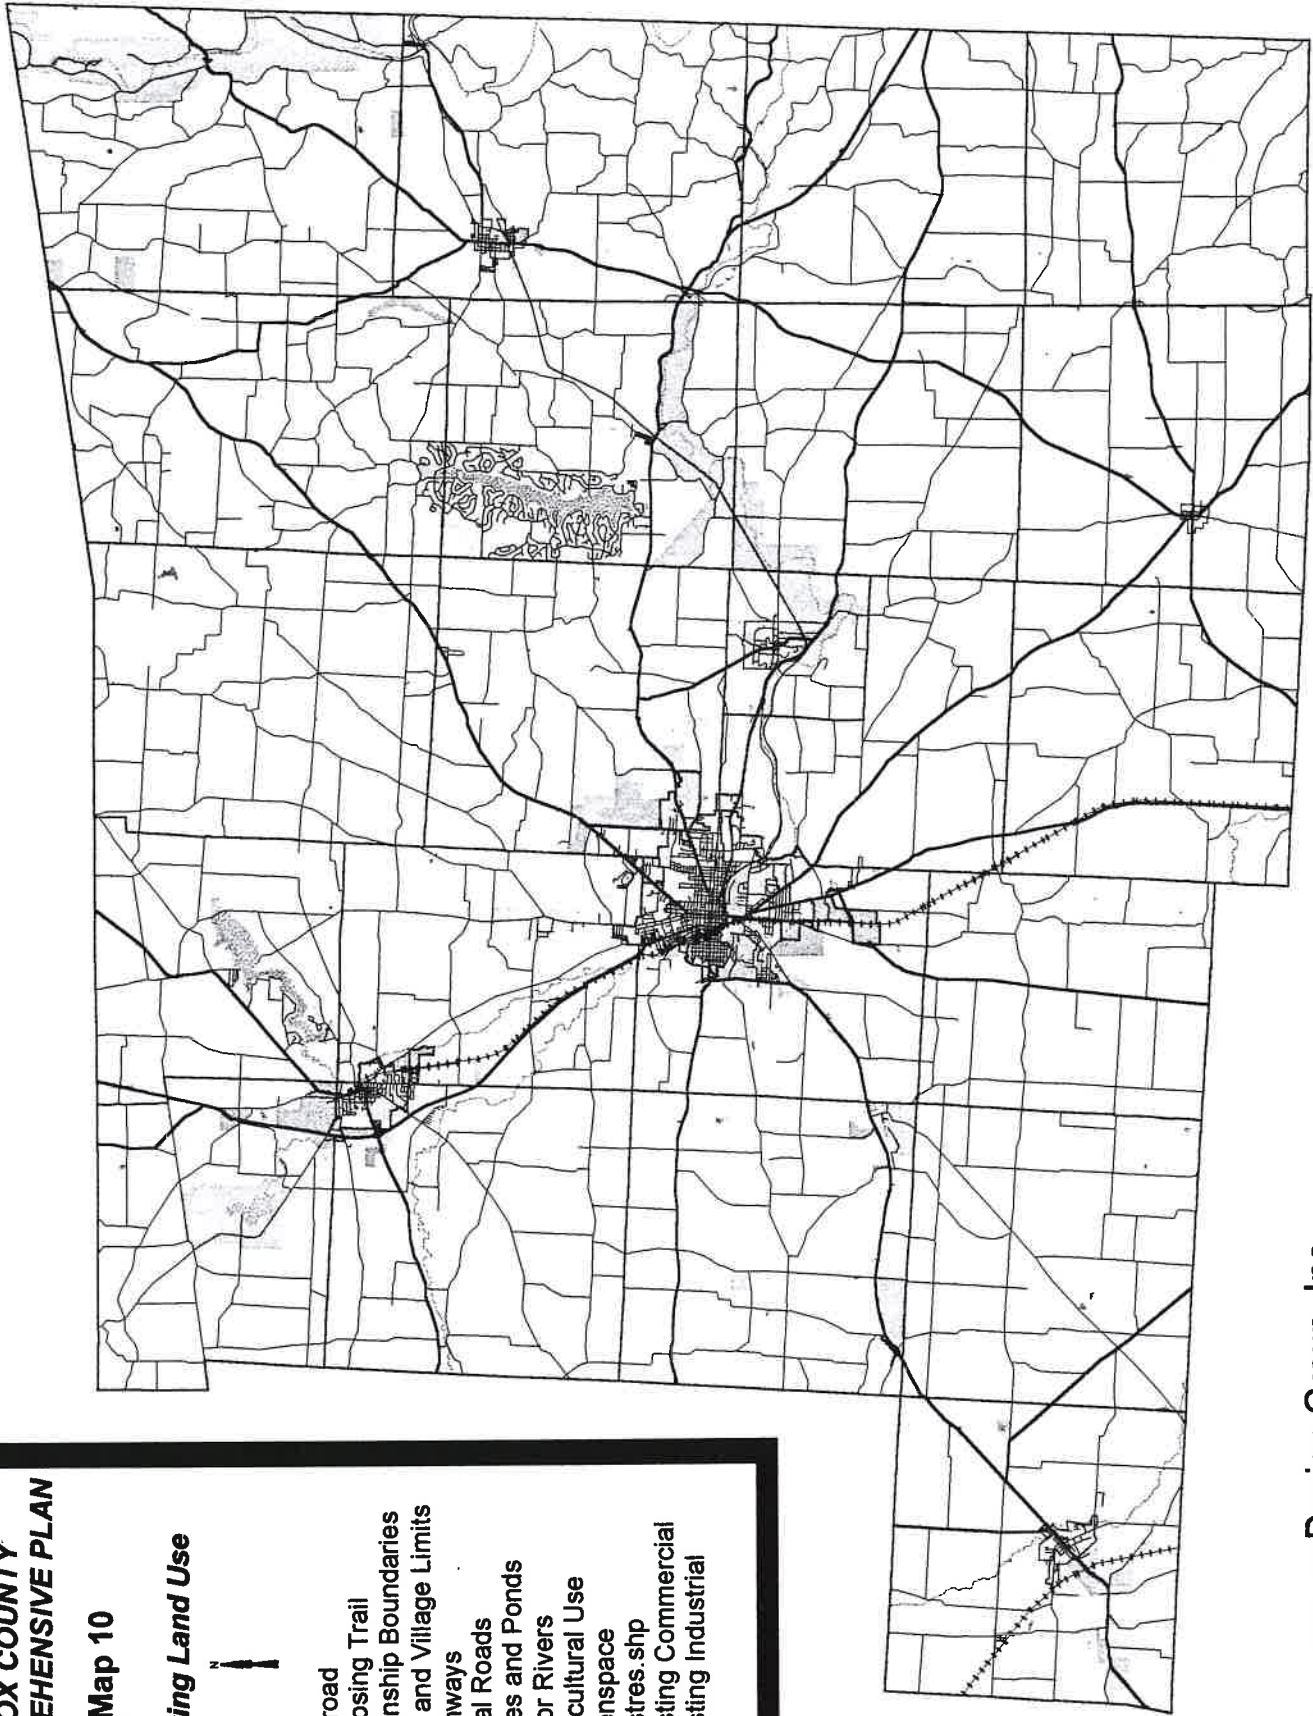 OX COUNTY
EHENSIVE PLAN
Map 10
ing Land Use
N
road
osing Trail
nship Boundaries
and Village Limits
hways
al Roads
es and Ponds
or Rivers
cultural Use
enspace
stres.shp
sting Commercial
sting Industrial